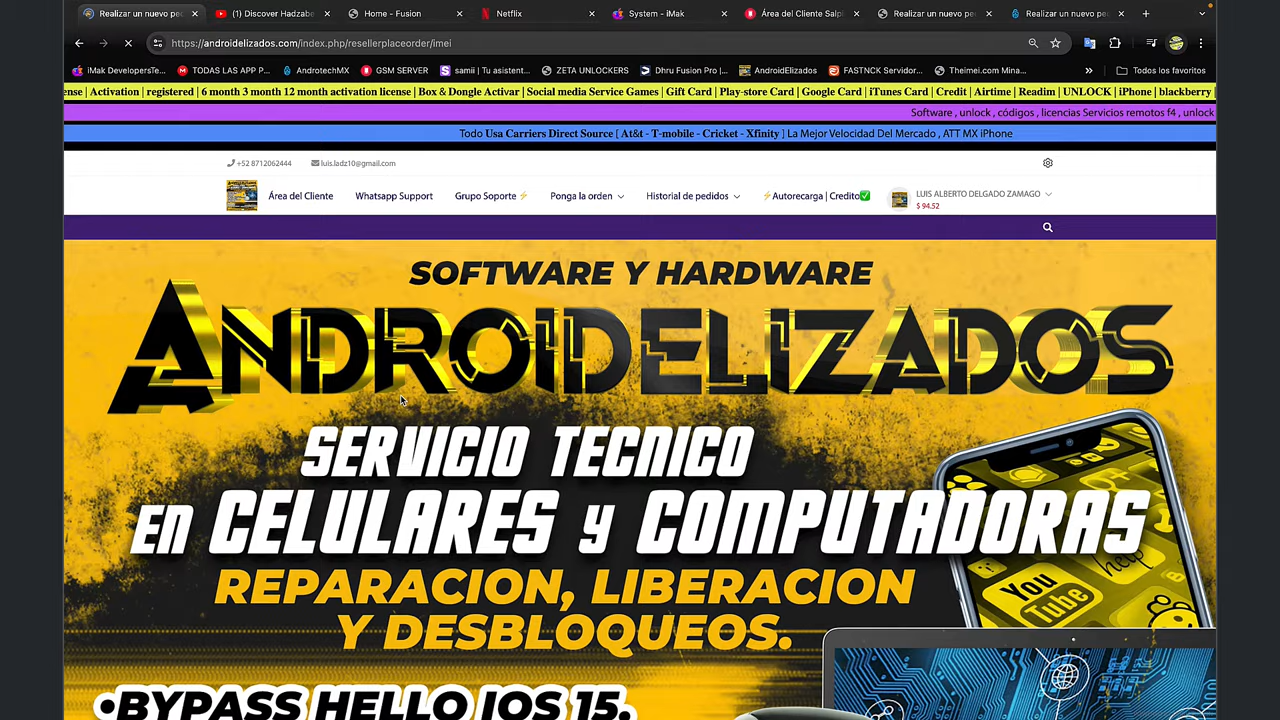 Realizar un nuevo pec
(1) Discover Hadzabe
Home - Fusion
Netflix
System - iMak
Área del Cliente Salpl
Realizar un nuevo pe
Realizar un nuevo pec
https://androidelizados.com/index.php/resellerplaceorder/imei
iMak DevelopersTe...
TODAS LAS APP P...
AndrotechMX
GSM SERVER
samii | Tu asistent...
ZETA UNLOCKERS
Dhru Fusion Pro |...
AndroidElizados
FASTNCK Servidor...
Theimei.com Mina...
Todos los favoritos
ense | Activation | registered | 6 month 3 month 12 month activation license | Box & Dongle Activar | Social media Service Games | Gift Card | Play-store Card | Google Card | iTunes Card | Credit | Airtime | Readim | UNLOCK | iPhone | blackberry |
Software , unlock , códigos , licencias Servicios remotos f4 , unlock
Todo Usa Carriers Direct Source [ At&t - T-mobile - Cricket - Xfinity ] La Mejor Velocidad Del Mercado , ATT MX iPhone
+52 8712062444
luis.ladz10@gmail.com
Área del Cliente
Whatsapp Support
Grupo Soporte ⚡
Ponga la orden
Historial de pedidos
⚡Autorecarga | Credito✅
LUIS ALBERTO DELGADO ZAMAGO
$ 94.52
SOFTWARE Y HARDWARE
ANDROIDELIZADOS
SERVICIO TECNICO
EN CELULARES Y COMPUTADORAS
REPARACION, LIBERACION
Y DESBLOQUEOS.
help
You
Tube
•BYPASS HELLO IOS 15.